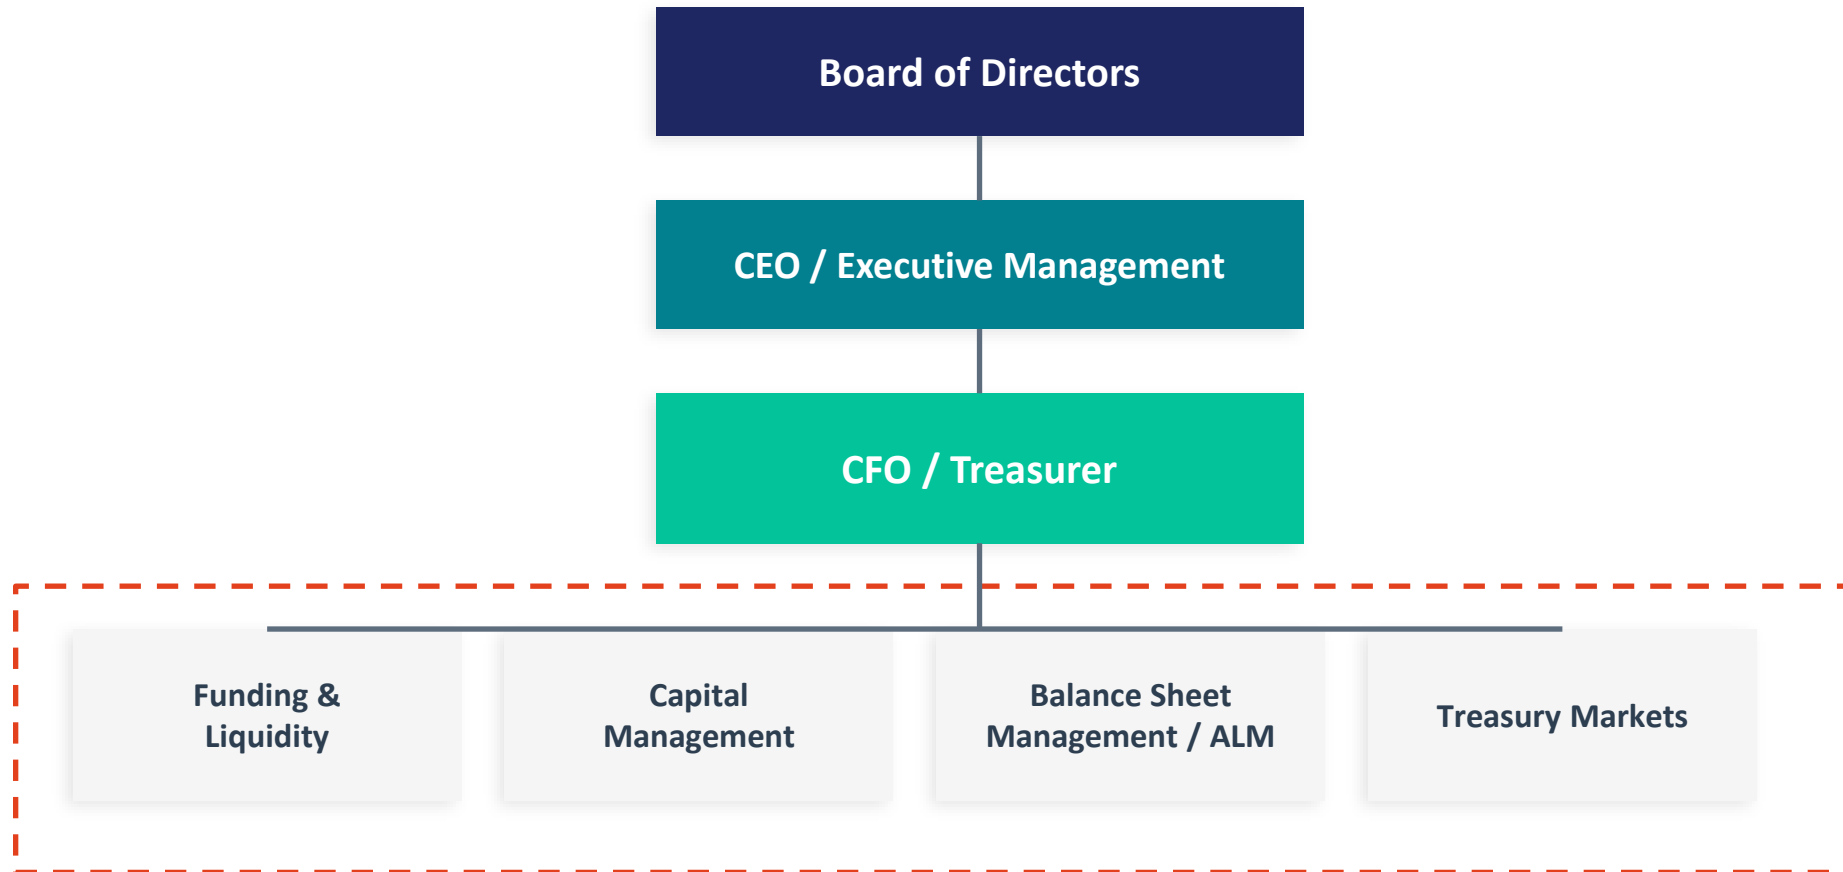 Board of Directors
CEO / Executive Management
CFO / Treasurer
Funding &
Liquidity
Capital
Management
Balance Sheet
Management / ALM
Treasury Markets